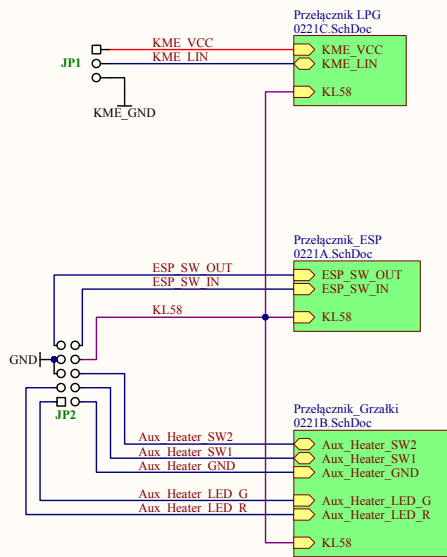 Przełącznik LPG
0221C.SchDoc
KME_VCC
KME_VCC
KME_LIN
KME_LIN
JP1
KL58
KME_GND
Przełącznik_ESP
0221A.SchDoc
ESP_SW_OUT
ESP_SW_OUT
ESP_SW_IN
ESP_SW_IN
KL58
KL58
GND
JP2
Przełącznik_Grzałki
0221B.SchDoc
Aux_Heater_SW2
Aux_Heater_SW2
Aux_Heater_SW1
Aux_Heater_SW1
Aux_Heater_GND
Aux_Heater_GND
Aux_Heater_LED_G
Aux_Heater_LED_G
Aux_Heater_LED_R
Aux_Heater_LED_R
KL58